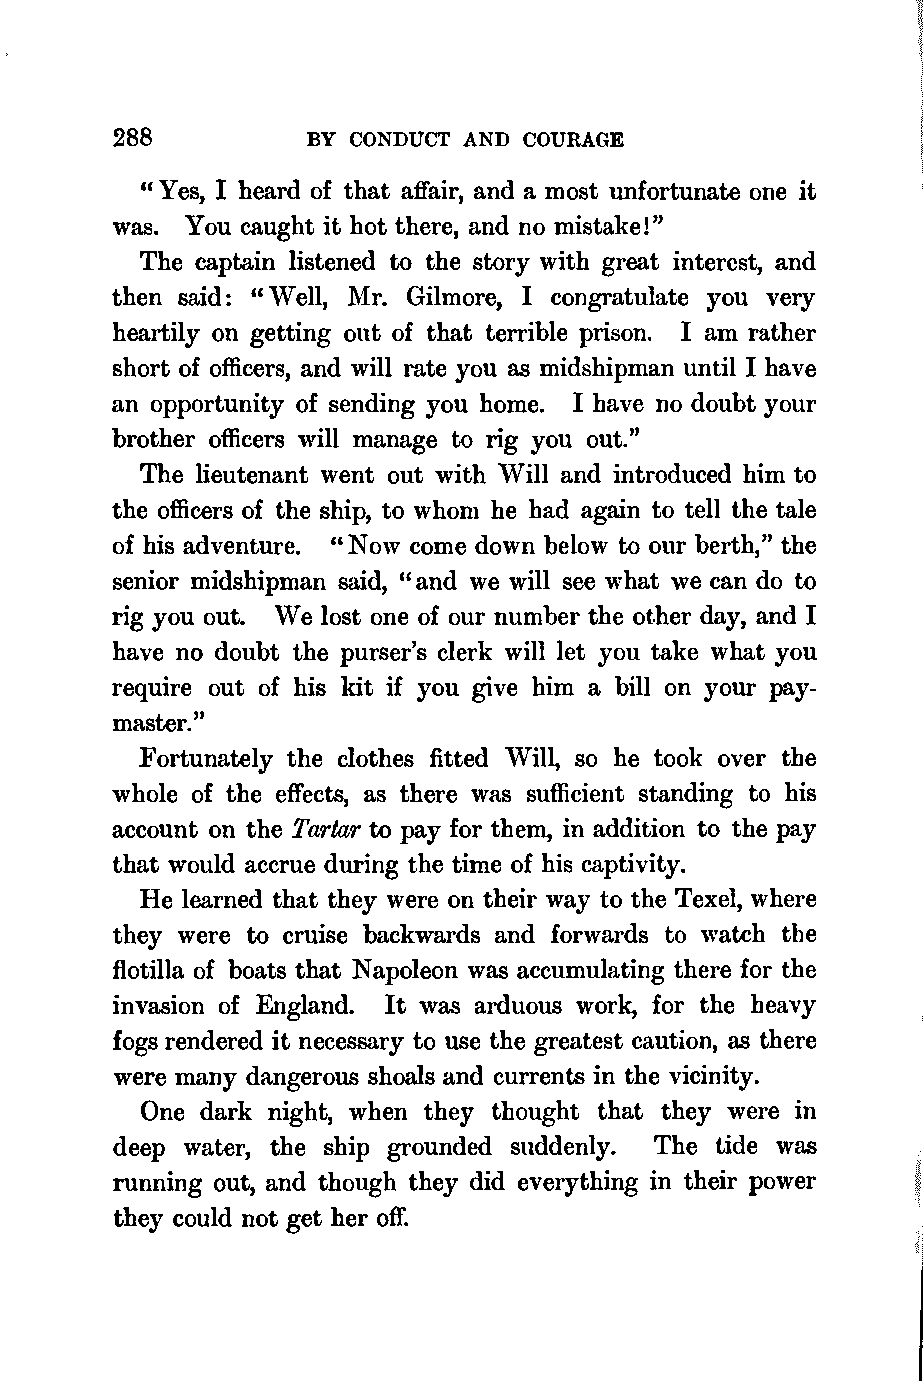 288 BY CONDUCT AND COURAGE
“Yes, I heard of that affair, and a most unfortunate one it
was. You caught it hot there, and no mistake!”
The captain listened to the story with great interest, and
then said: “Well, Mr. Gilmore, I congratulate you very
heartily on getting out of that terrible prison. I am rather
short of officers, and will rate you as midshipman until I have
an opportunity of sending you home. I have no doubt your
brother officers will manage to rig you out.”
The lieutenant went out with Will and introduced him to
the officers of the ship, to whom he had again to tell the tale
of his adventure. “Now come down below to our berth,” the
senior midshipman said, “and we will see what we can do to
rig you out. We lost one of our number the other day, and I
have no doubt the purser’s clerk will let you take what you
require out of his kit if you give him a bill on your pay-
master.”
Fortunately the clothes fitted Will, so he took over the
whole of the effects, as there was sufficient standing to his
account on the Tartar to pay for them, in addition to the pay
that would accrue during the time of his captivity.
He learned that they were on their way to the Texel, where
they were to cruise backwards and forwards to watch the
flotilla of boats that Napoleon was accumulating there for the
invasion of England. It was arduous work, for the heavy
fogs rendered it necessary to use the greatest caution, as there
were many dangerous shoals and currents in the vicinity.
One dark night, when they thought that they were in
deep water, the ship grounded suddenly. The tide was
running out, and though they did everything in their power
they could not get her off.